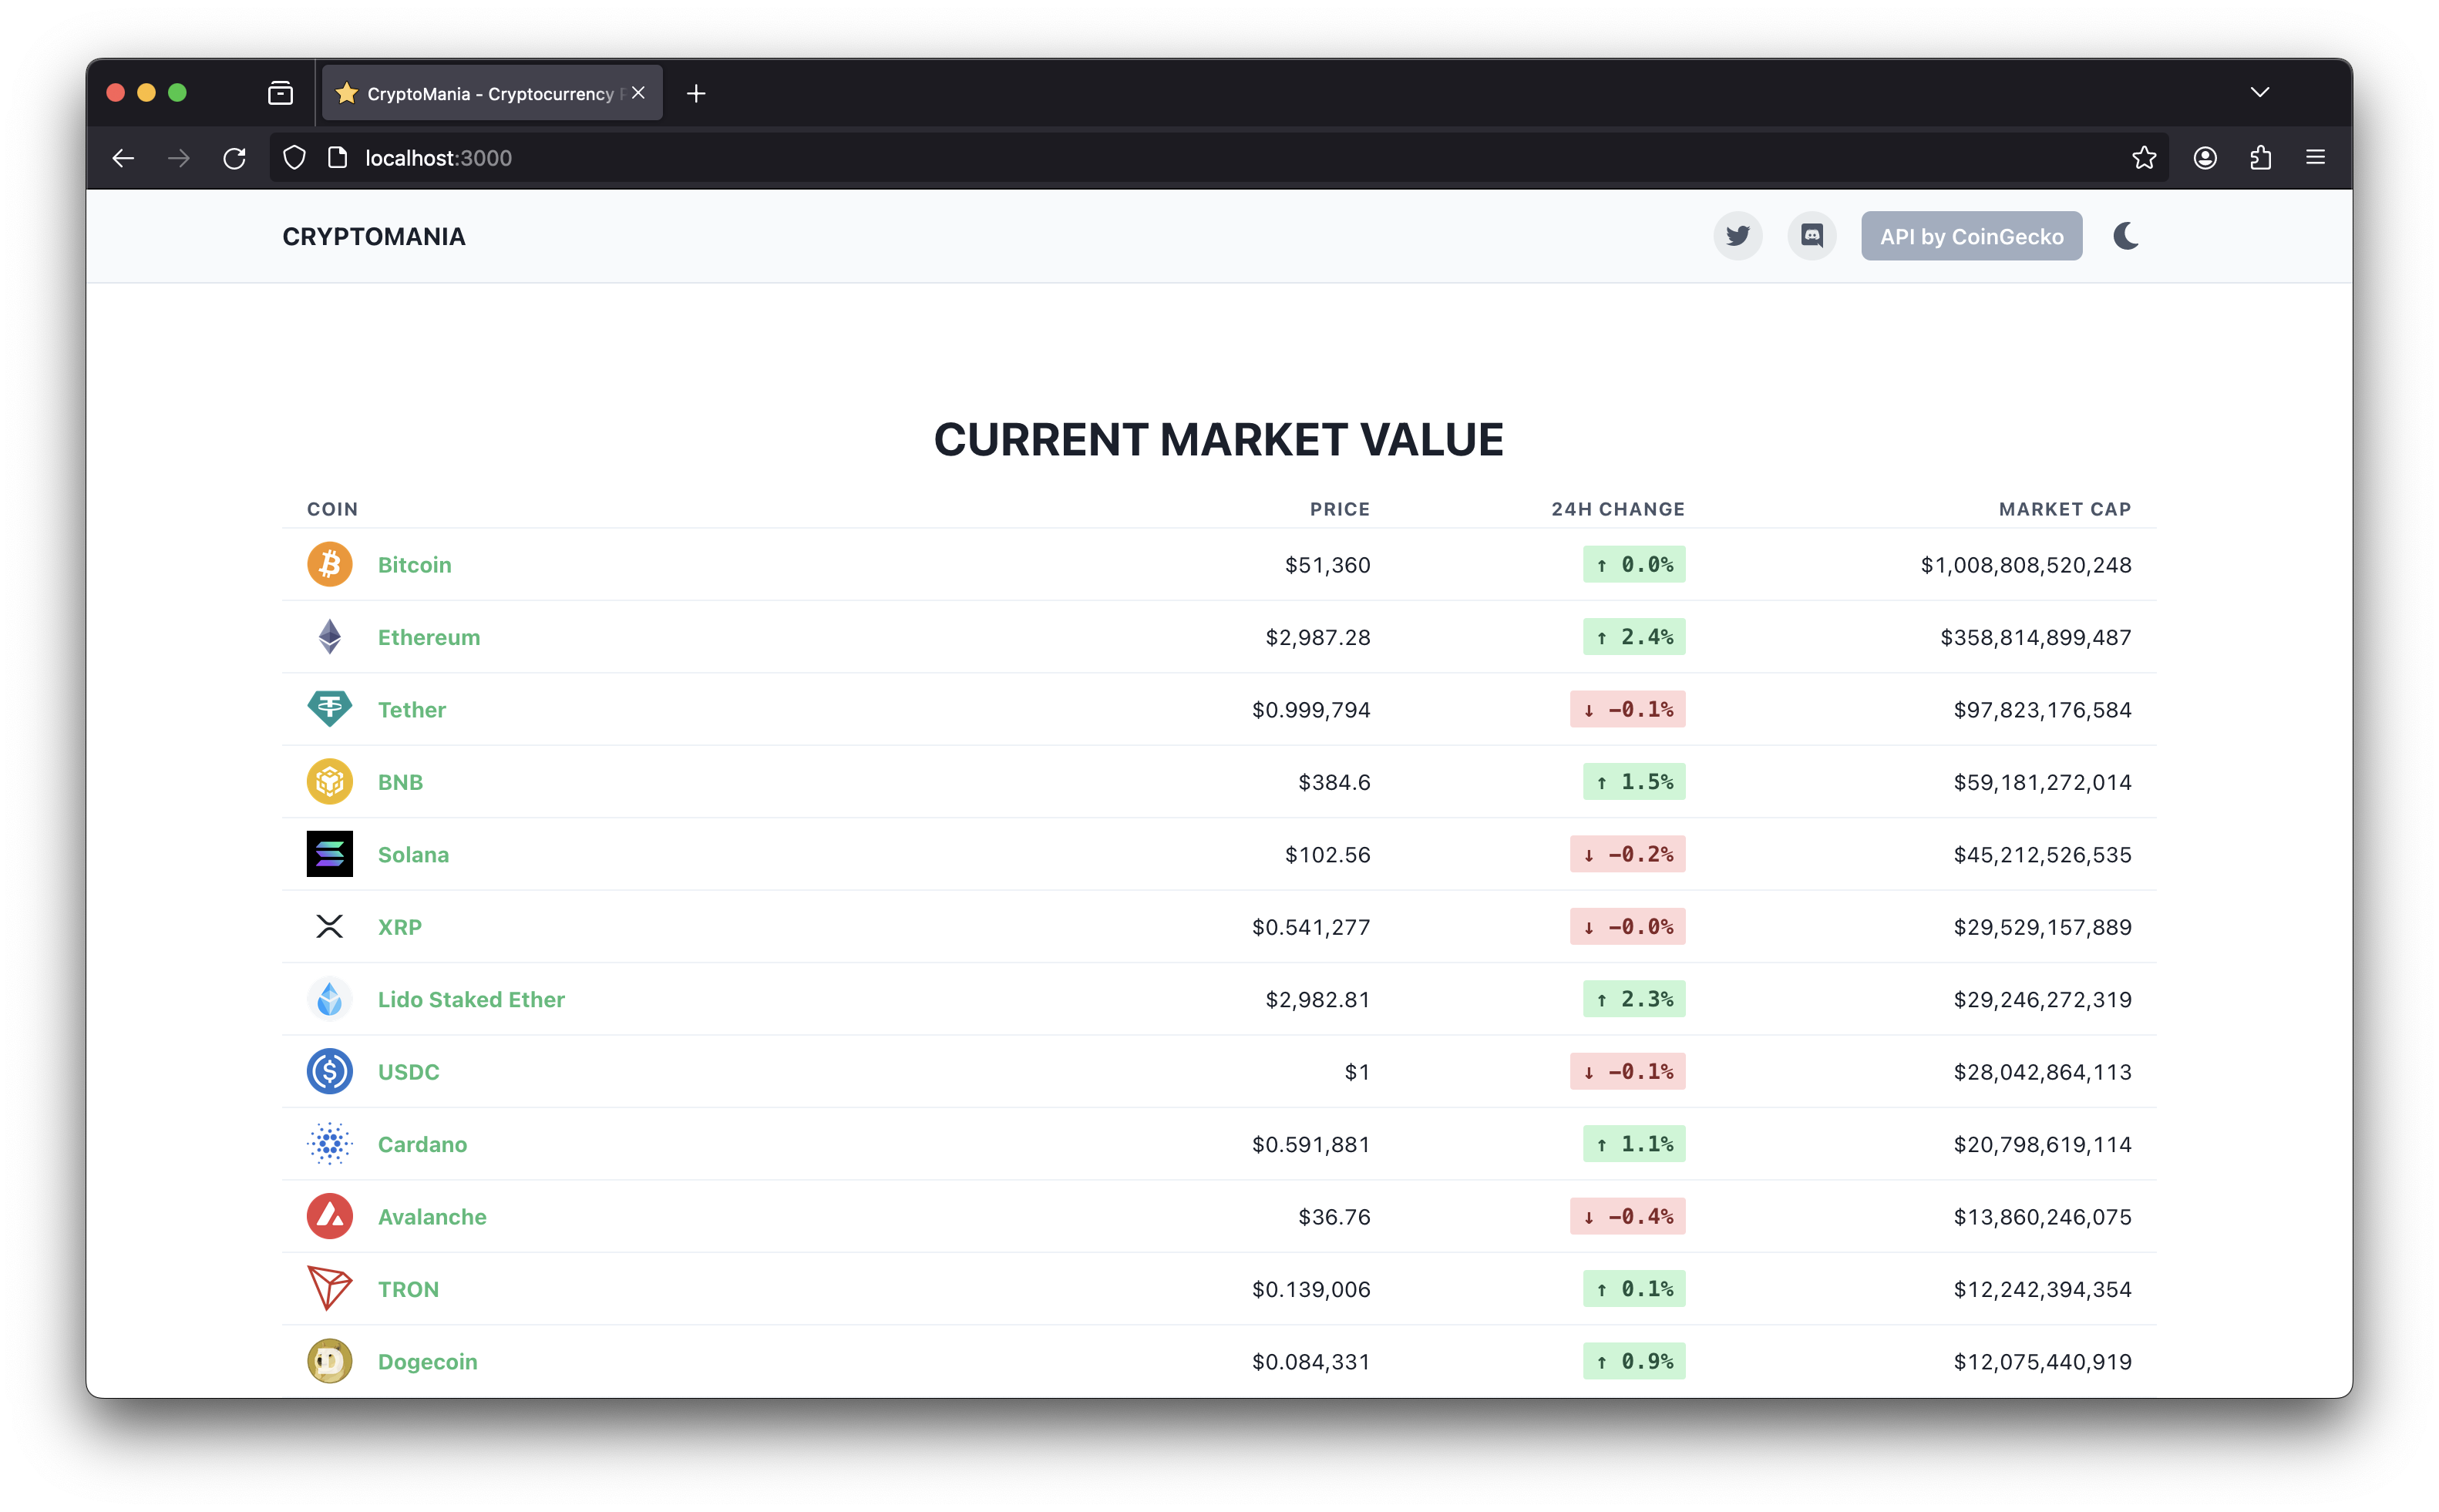 CryptoMania - Cryptocurrency
localhost:3000
CRYPTOMANIA
API by CoinGecko
CURRENT MARKET VALUE
COIN PRICE 24H CHANGE MARKET CAP
Bitcoin $51,360 ↑ 0.0% $1,008,808,520,248
Ethereum $2,987.28 ↑ 2.4% $358,814,899,487
Tether $0.999,794 ↓ -0.1% $97,823,176,584
BNB $384.6 ↑ 1.5% $59,181,272,014
Solana $102.56 ↓ -0.2% $45,212,526,535
XRP $0.541,277 ↓ -0.0% $29,529,157,889
Lido Staked Ether $2,982.81 ↑ 2.3% $29,246,272,319
USDC $1 ↓ -0.1% $28,042,864,113
Cardano $0.591,881 ↑ 1.1% $20,798,619,114
Avalanche $36.76 ↓ -0.4% $13,860,246,075
TRON $0.139,006 ↑ 0.1% $12,242,394,354
Dogecoin $0.084,331 ↑ 0.9% $12,075,440,919